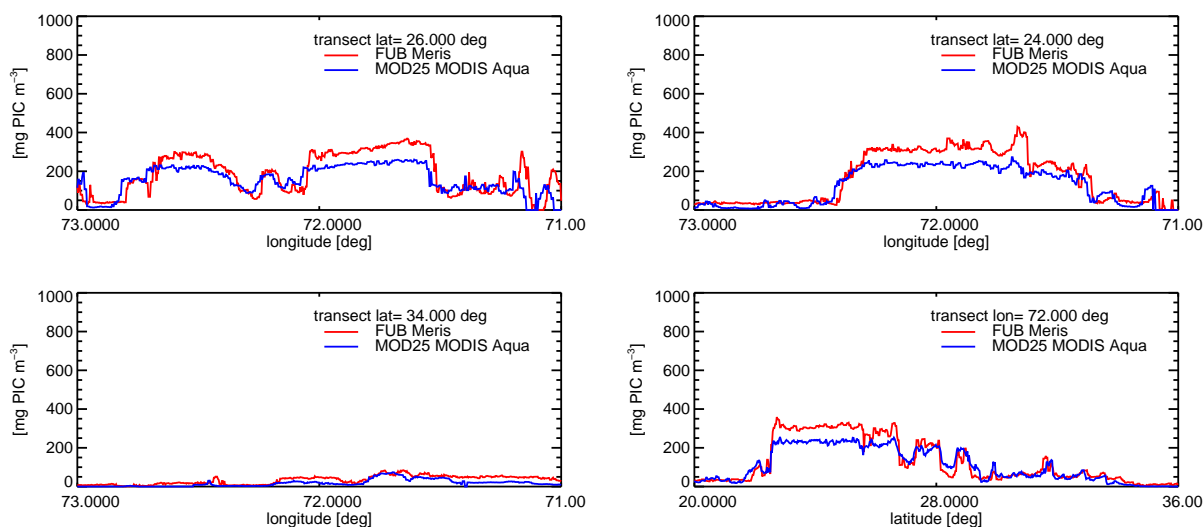 1000
800
600
400
200
0
[mg PIC m−3]
transect lat= 26.000 deg
FUB Meris
MOD25 MODIS Aqua
73.0000 72.0000 71.00
longitude [deg]
1000
800
600
400
200
0
[mg PIC m−3]
transect lat= 24.000 deg
FUB Meris
MOD25 MODIS Aqua
73.0000 72.0000 71.00
longitude [deg]
1000
800
600
400
200
0
[mg PIC m−3]
transect lat= 34.000 deg
FUB Meris
MOD25 MODIS Aqua
73.0000 72.0000 71.00
longitude [deg]
1000
800
600
400
200
0
[mg PIC m−3]
transect lon= 72.000 deg
FUB Meris
MOD25 MODIS Aqua
20.0000 28.0000 36.00
latitude [deg]